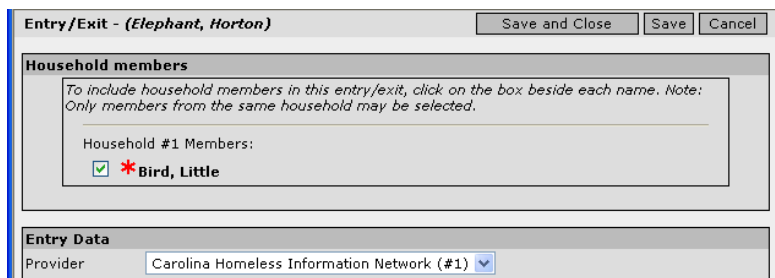 Entry/Exit - (Elephant, Horton) Save and Close Save Cancel
Household members
To include household members in this entry/exit, click on the box beside each name. Note:
Only members from the same household may be selected.
Household #1 Members:
*Bird, Little
Entry Data
Provider Carolina Homeless Information Network (#1)